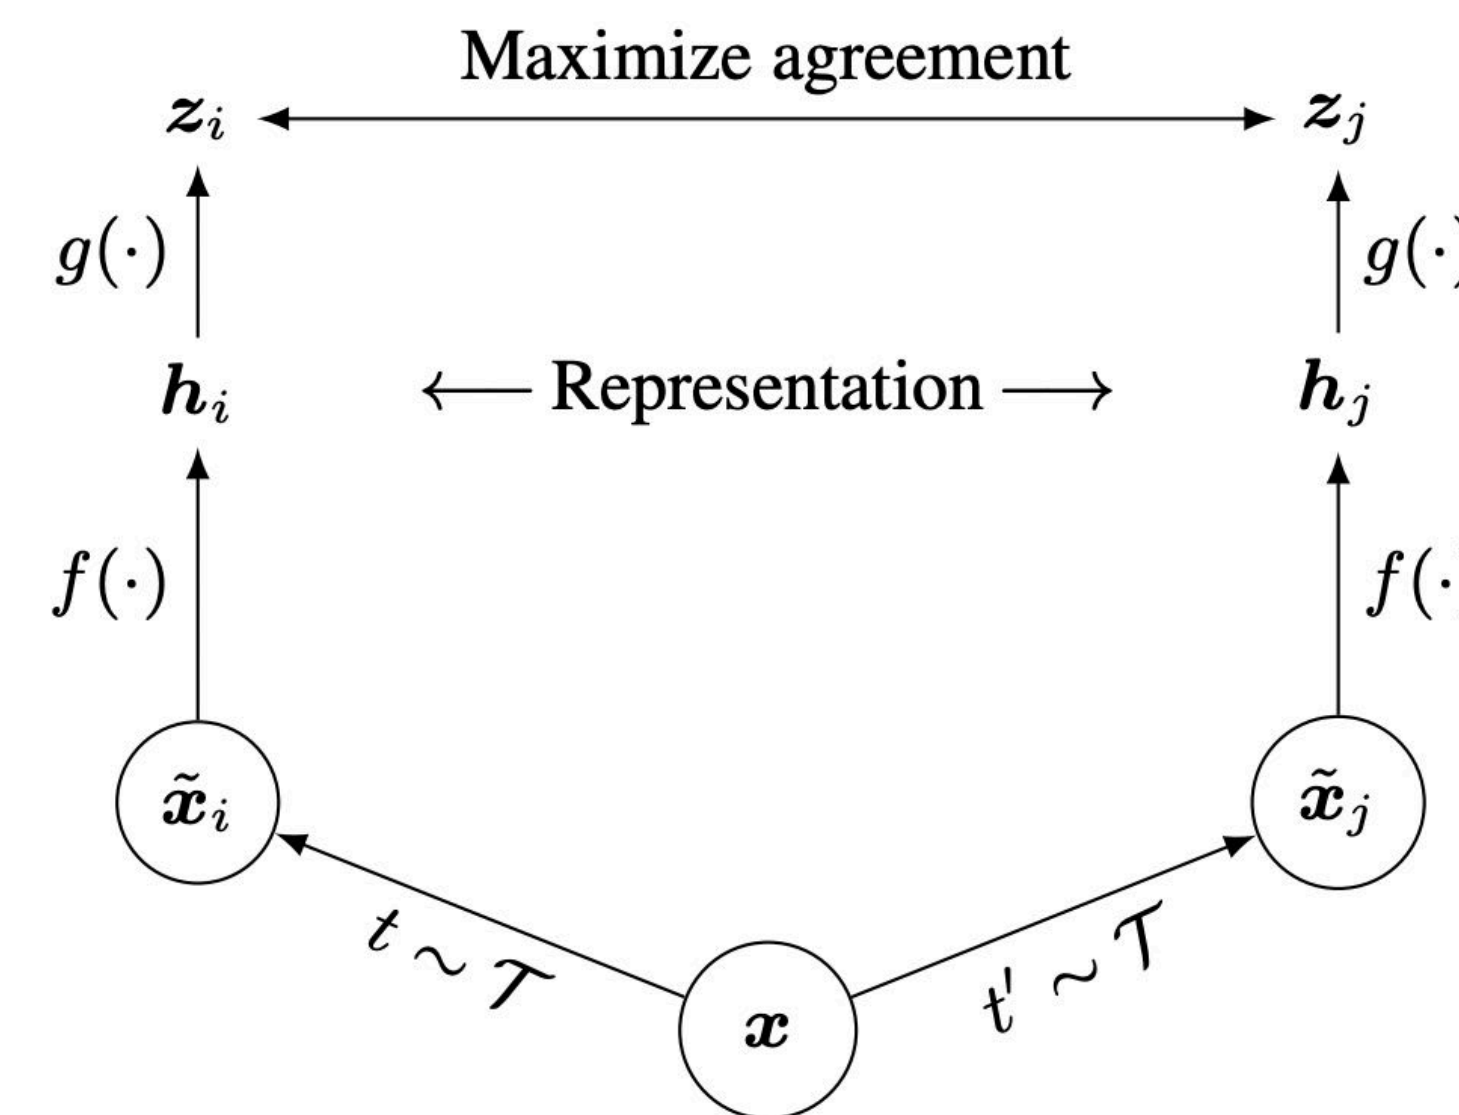 Maximize agreement
z_i z_j
g(·) g(·)
h_i ← Representation → h_j
f(·) f(·
x̃_i x̃_j
t ∼ 𝒯 t′ ∼ 𝒯
x